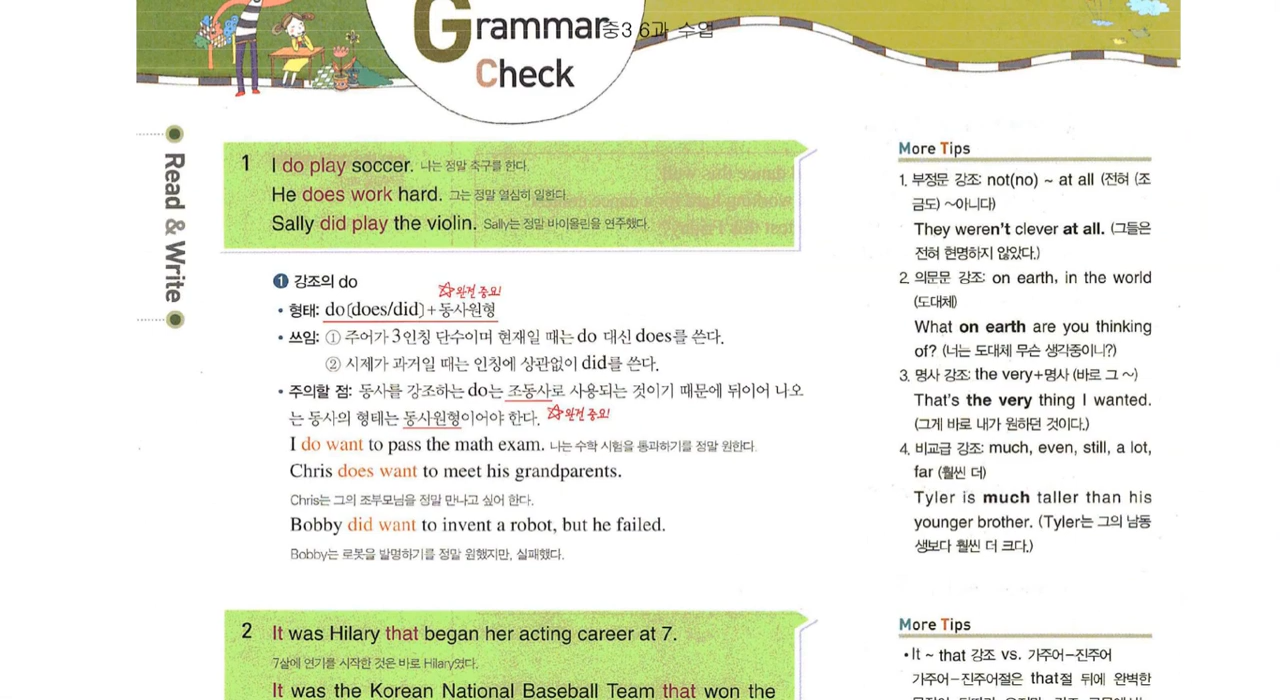 Grammar
중3 6과 수업
Check
Read & Write
1 I do play soccer. 나는 정말 축구를 한다.
He does work hard. 그는 정말 열심히 일한다
Sally did play the violin. Sally는 정말 바이올린을 연주했다.
❶ 강조의 do
☆완전 중요!
• 형태: do(does/did)+동사원형
• 쓰임: ① 주어가 3인칭 단수이며 현재일 때는 do 대신 does를 쓴다.
② 시제가 과거일 때는 인칭에 상관없이 did를 쓴다.
• 주의할 점: 동사를 강조하는 do는 조동사로 사용되는 것이기 때문에 뒤이어 나오
는 동사의 형태는 동사원형이어야 한다. ☆완전 중요!
I do want to pass the math exam. 나는 수학 시험을 통과하기를 정말 원한다.
Chris does want to meet his grandparents.
Chris는 그의 조부모님을 정말 만나고 싶어 한다.
Bobby did want to invent a robot, but he failed.
Bobby는 로봇을 발명하기를 정말 원했지만, 실패했다.
2 It was Hilary that began her acting career at 7.
7살에 연기를 시작한 것은 바로 Hilary였다.
It was the Korean National Baseball Team that won the
More Tips
1. 부정문 강조: not(no) ~ at all (전혀 (조
금도) ~아니다)
They weren't clever at all. (그들은
전혀 현명하지 않았다.)
2. 의문문 강조: on earth, in the world
(도대체)
What on earth are you thinking
of? (너는 도대체 무슨 생각중이니?)
3. 명사 강조: the very+명사 (바로 그 ~)
That's the very thing I wanted.
(그게 바로 내가 원하던 것이다.)
4. 비교급 강조: much, even, still, a lot,
far (훨씬 더)
Tyler is much taller than his
younger brother. (Tyler는 그의 남동
생보다 훨씬 더 크다.)
More Tips
• It ~ that 강조 vs. 가주어-진주어
가주어-진주어절은 that절 뒤에 완벽한